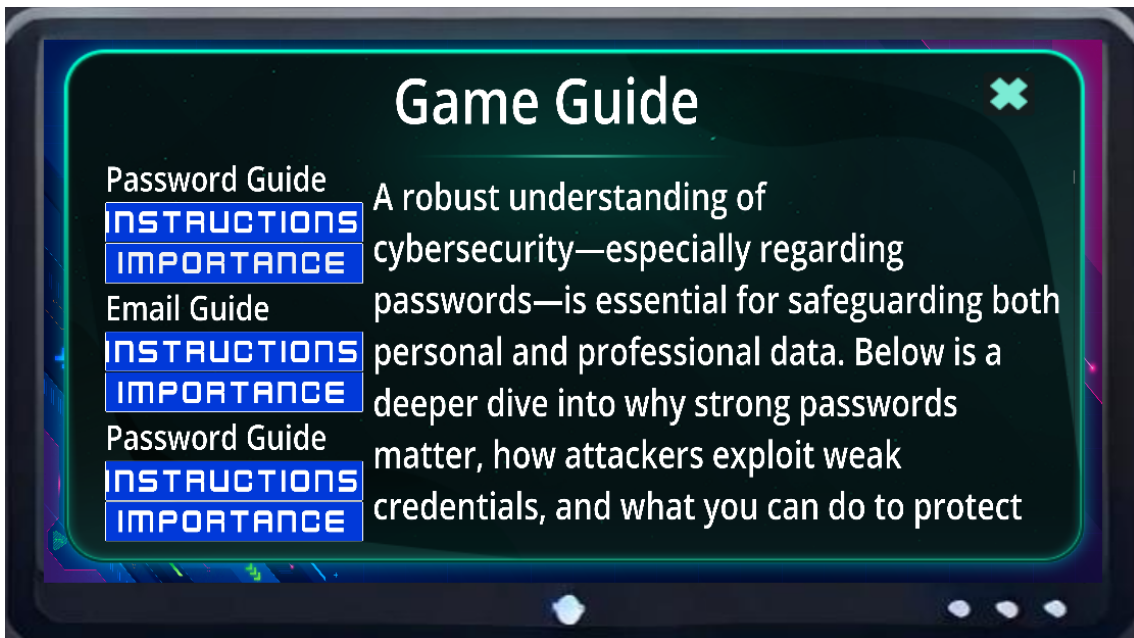 Game Guide
Password Guide
INSTRUCTIONS
IMPORTANCE
Email Guide
INSTRUCTIONS
IMPORTANCE
Password Guide
INSTRUCTIONS
IMPORTANCE
A robust understanding of
cybersecurity—especially regarding
passwords—is essential for safeguarding both
personal and professional data. Below is a
deeper dive into why strong passwords
matter, how attackers exploit weak
credentials, and what you can do to protect